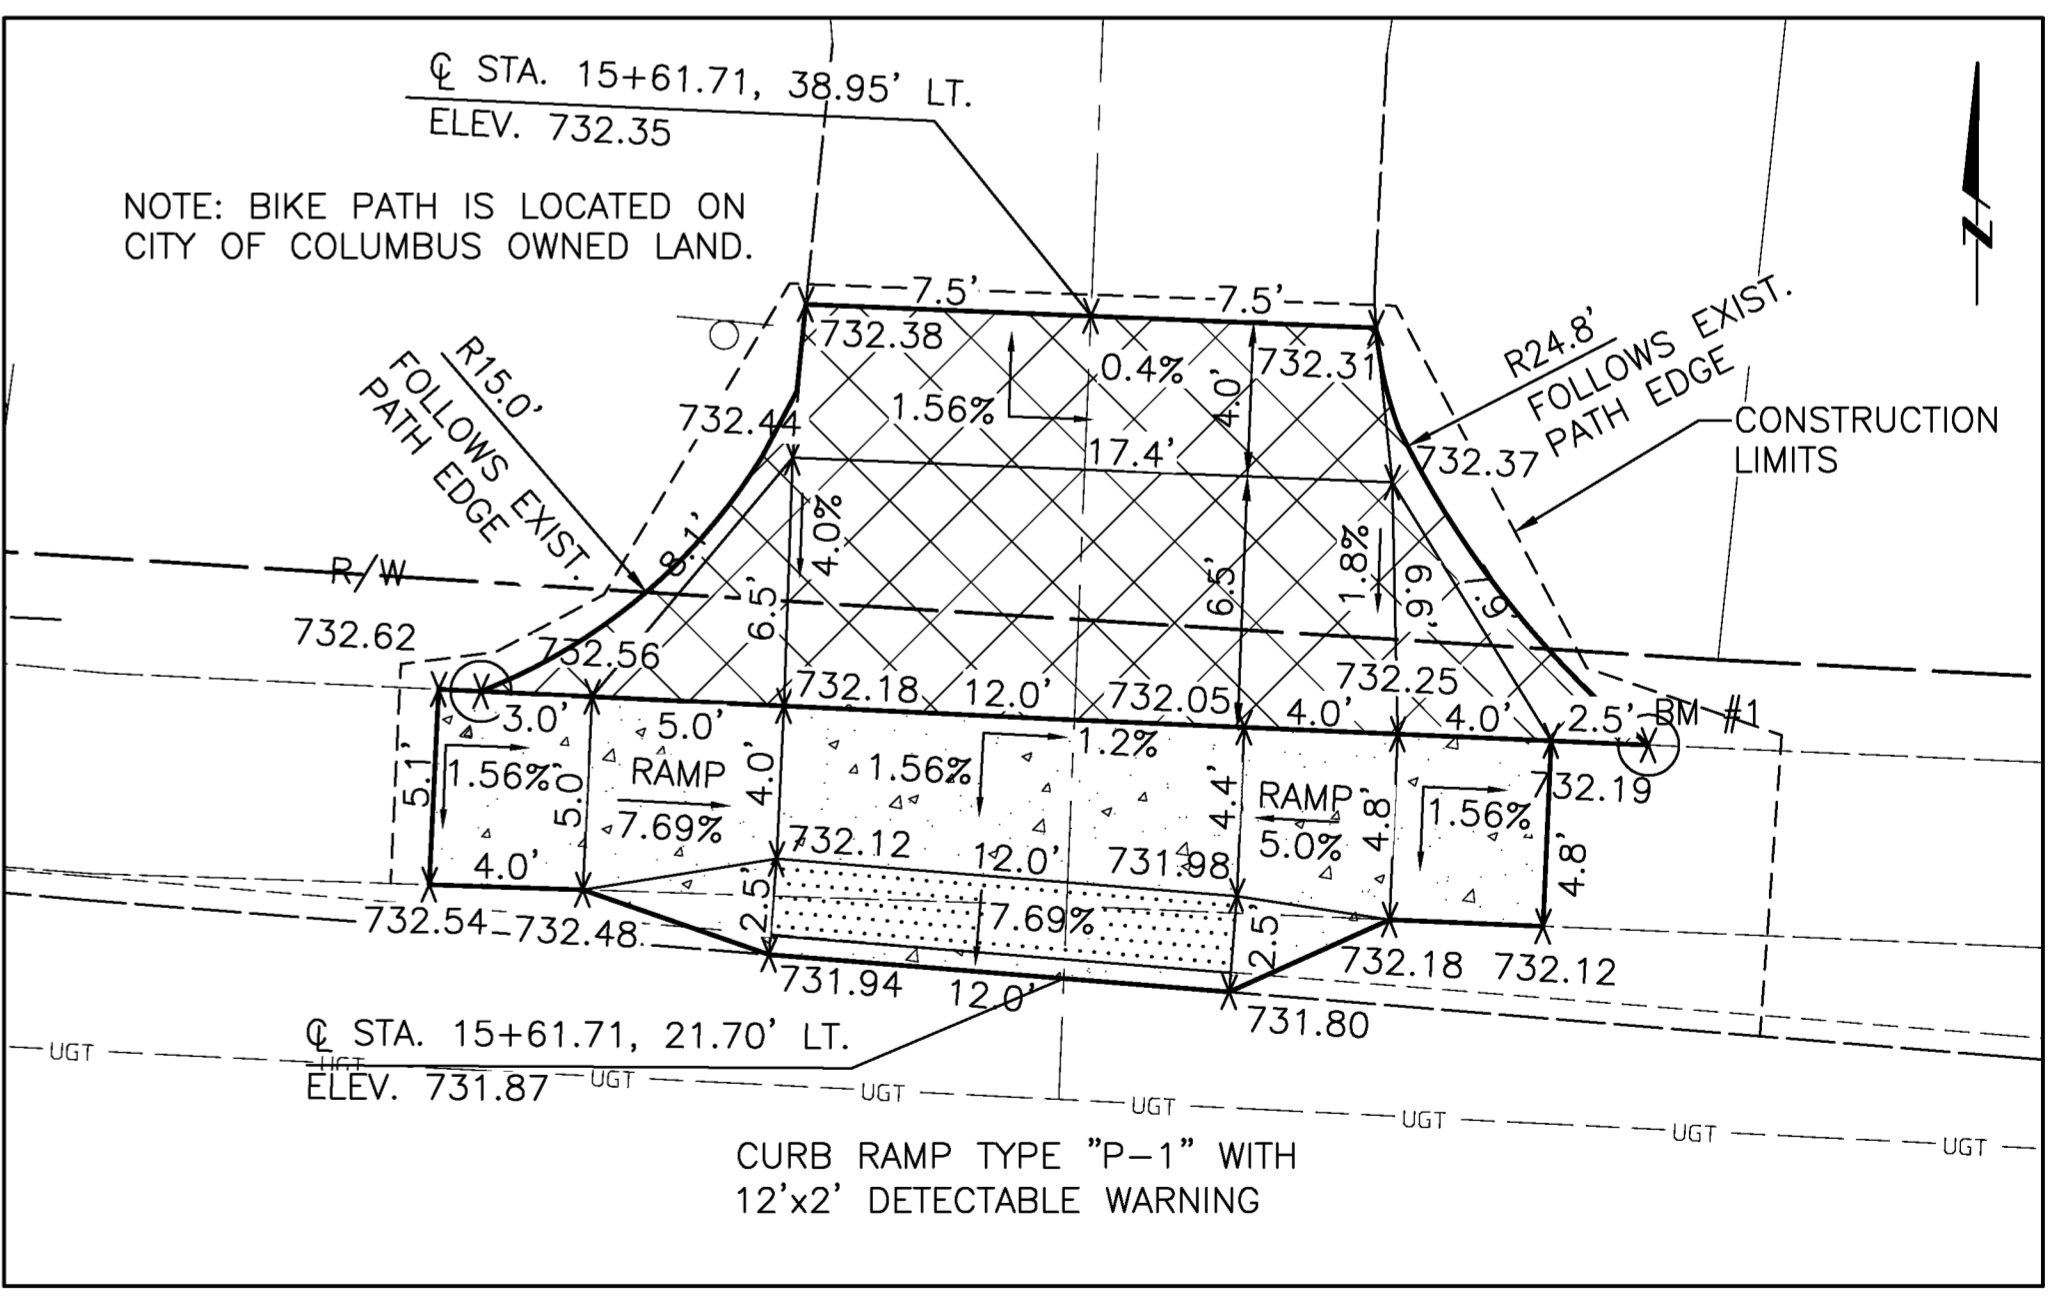 ℄ STA. 15+61.71, 38.95' LT.
ELEV. 732.35
NOTE: BIKE PATH IS LOCATED ON
CITY OF COLUMBUS OWNED LAND.
7.5'
7.5'
R15.0'
FOLLOWS EXIST.
PATH EDGE
732.38
0.4%
732.31
1.56%
4.0'
R24.8'
FOLLOWS EXIST.
PATH EDGE
CONSTRUCTION
LIMITS
732.44
17.4'
732.37
8.1'
4.0%
6.5'
6.5'
1.8%
6.6'
7.9'
R/W
732.62
732.56
732.18
12.0'
732.05
732.25
3.0'
5.0'
4.0'
4.0'
2.5'
BM #1
5.1'
1.56%
5.0'
RAMP
7.69%
4.0'
1.56%
1.2%
4.4'
RAMP
5.0%
4.8'
1.56%
732.19
4.8'
4.0'
732.12
12.0'
731.98
732.54
732.48
2.5'
7.69%
2.5'
732.18
732.12
731.94
12.0'
731.80
℄ STA. 15+61.71, 21.70' LT.
ELEV. 731.87
UGT
UGT
UGT
UGT
UGT
UGT
UGT
UGT
CURB RAMP TYPE "P-1" WITH
12'x2' DETECTABLE WARNING
N